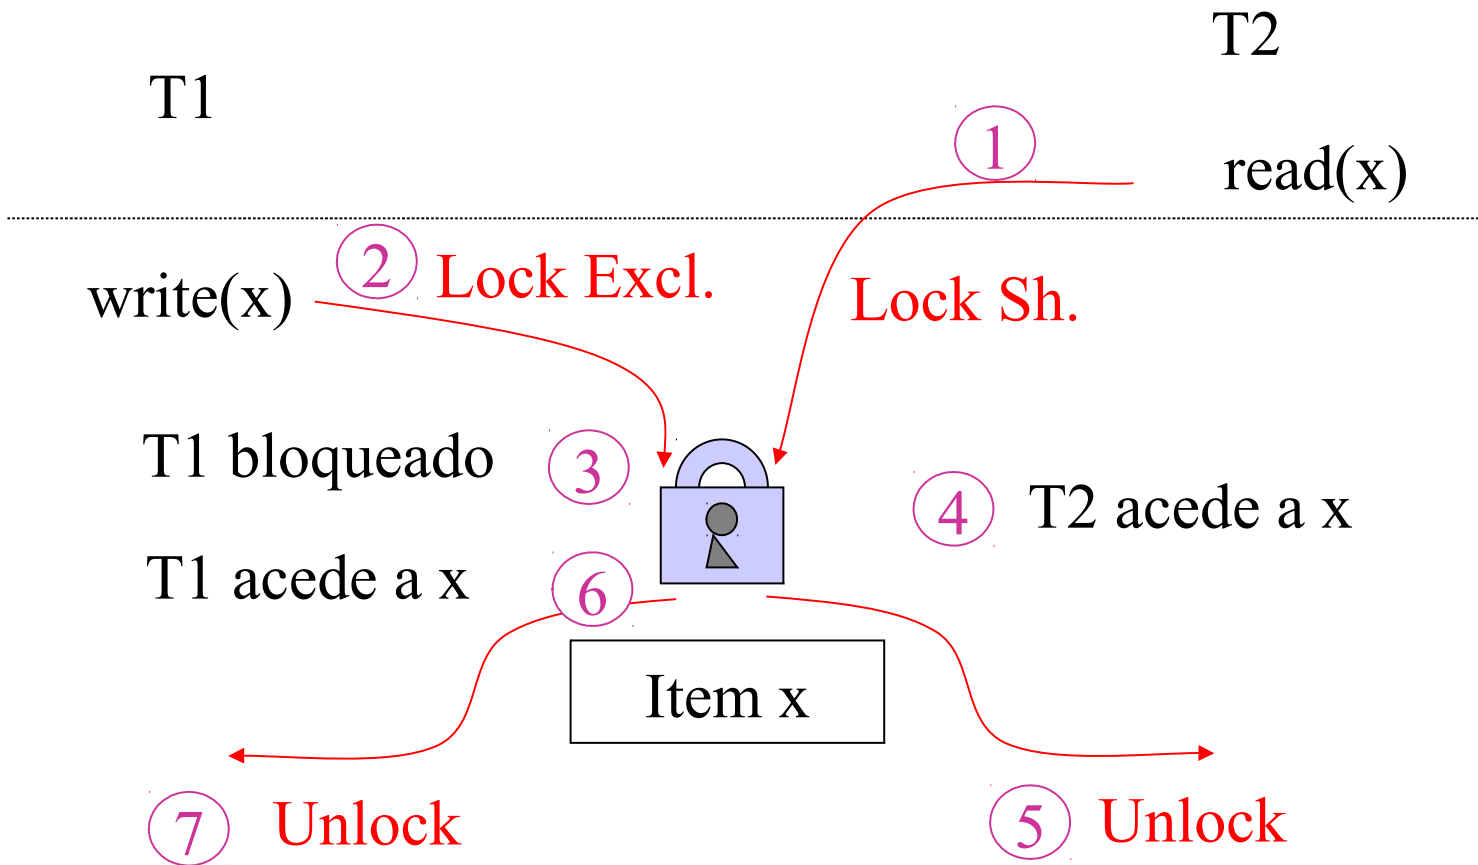 T2
T1
1
read(x)
2
Lock Excl.
write(x)
Lock Sh.
T1 bloqueado
3
4
T2 acede a x
T1 acede a x
6
Item x
7
Unlock
5
Unlock